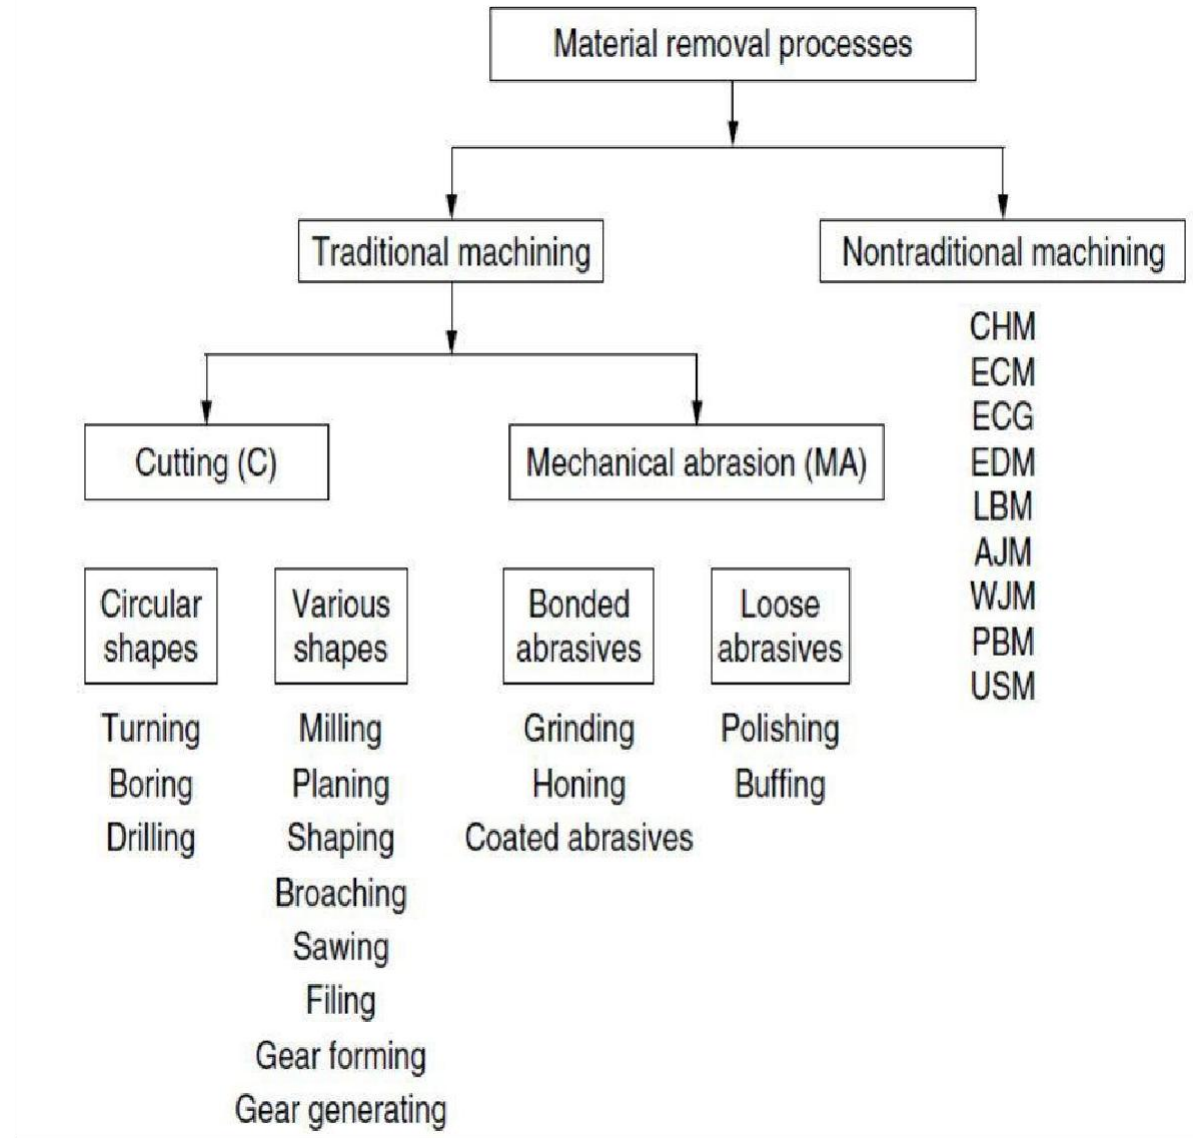 Material removal processes
Traditional machining
Nontraditional machining
CHM
ECM
ECG
EDM
LBM
AJM
WJM
PBM
USM
Cutting (C)
Mechanical abrasion (MA)
Circular
shapes
Turning
Boring
Drilling
Various
shapes
Milling
Planing
Shaping
Broaching
Sawing
Filing
Gear forming
Gear generating
Bonded
abrasives
Grinding
Honing
Coated abrasives
Loose
abrasives
Polishing
Buffing